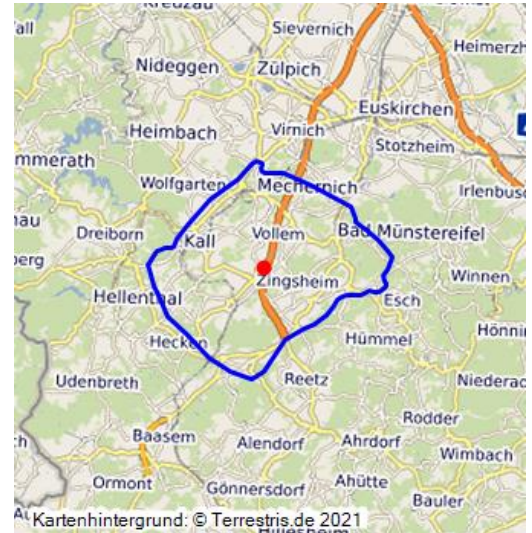 Kreuzau
Sievernich
Nideggen
Zülpich
Heimerzh
Euskirchen
Heimbach
Virnich
Stotzheim
mmerath
Wolfgarten
Mechernich
Irlenbusc
Dreiborn
Kall
Vollem
Bad Münstereifel
Zingsheim
Winnen
Hellenthal
Esch
Hecken
Hümmel
Hönnin
Udenbreth
Reetz
Niederad
Rodder
Baasem
Alendorf
Ahrdorf
Wimbach
Ormont
Gönnersdorf
Ahütte
Bauler
Kartenhintergrund: © Terrestris.de 2021